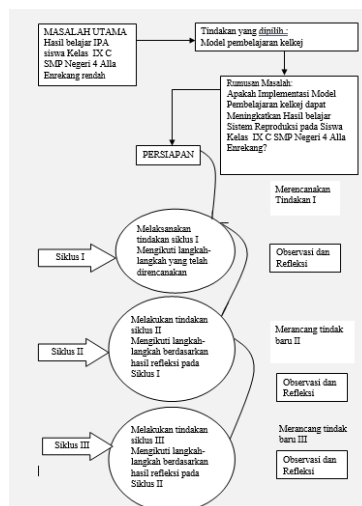 MASALAH UTAMA
Hasil belajar IPA
siswa Kelas IX C
SMP Negeri 4 Alla
Enrekang rendah
Tindakan yang dipilih :
Model pembelajaran kelkej
Rumusan Masalah:
Apakah Implementasi Model
Pembelajaran kelkej dapat
Meningkatkan Hasil belajar
Sistem Reproduksi pada Siswa
Kelas IX C SMP Negeri 4 Alla
Enrekang?
PERSIAPAN
Merencanakan
Tindakan I
Siklus I
Melaksanakan
tindakan siklus I
Mengikuti langkah-
langkah yang telah
direncanakan
Observasi dan
Refleksi
Siklus II
Melakukan tindakan
siklus II
Mengikuti langkah-
langkah berdasarkan
hasil refleksi pada
Siklus I
Merancang tindak
baru II
Observasi dan
Refleksi
Siklus III
Melakukan tindakan
siklus III
Mengikuti langkah-
langkah berdasarkan
hasil refleksi pada
Siklus II
Merancang tindak
baru III
Observasi dan
Refleksi